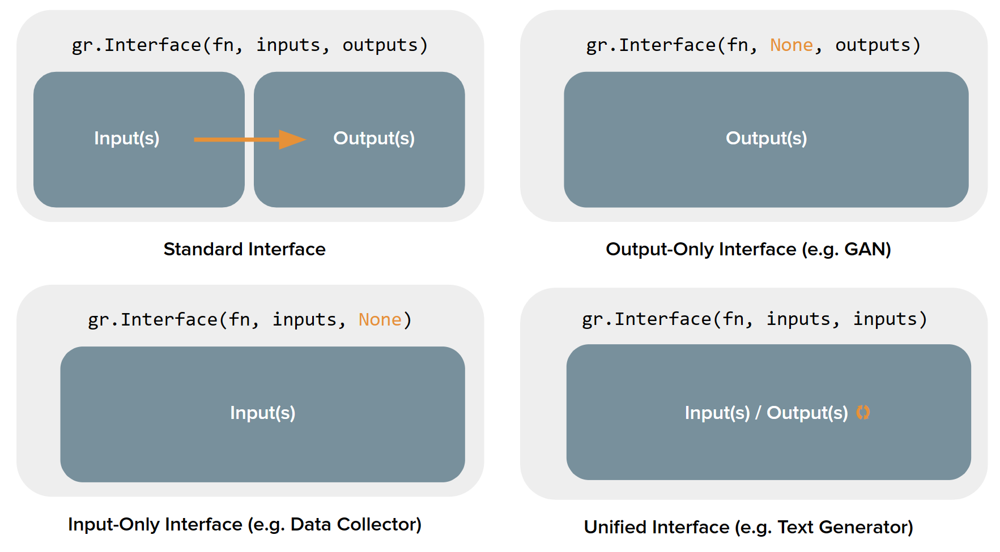 gr.Interface(fn, inputs, outputs)
Input(s)
Output(s)
Standard Interface
gr.Interface(fn, None, outputs)
Output(s)
Output-Only Interface (e.g. GAN)
gr.Interface(fn, inputs, None)
Input(s)
Input-Only Interface (e.g. Data Collector)
gr.Interface(fn, inputs, inputs)
Input(s) / Output(s)
Unified Interface (e.g. Text Generator)